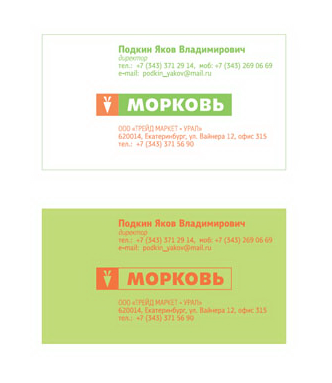 Подкин Яков Владимирович
директор
тел.: +7 (343) 371 29 14, моб: +7 (343) 269 06 69
e-mail: podkin_yakov@mail.ru
МОРКОВЬ
ООО «ТРЕЙД МАРКЕТ - УРАЛ»
620014, Екатеринбург, ул. Вайнера 12, офис 315
тел.: +7 (343) 371 56 90
Подкин Яков Владимирович
директор
тел.: +7 (343) 371 29 14, моб: +7 (343) 269 06 69
e-mail: podkin_yakov@mail.ru
МОРКОВЬ
ООО «ТРЕЙД МАРКЕТ - УРАЛ»
620014, Екатеринбург, ул. Вайнера 12, офис 315
тел.: +7 (343) 371 56 90